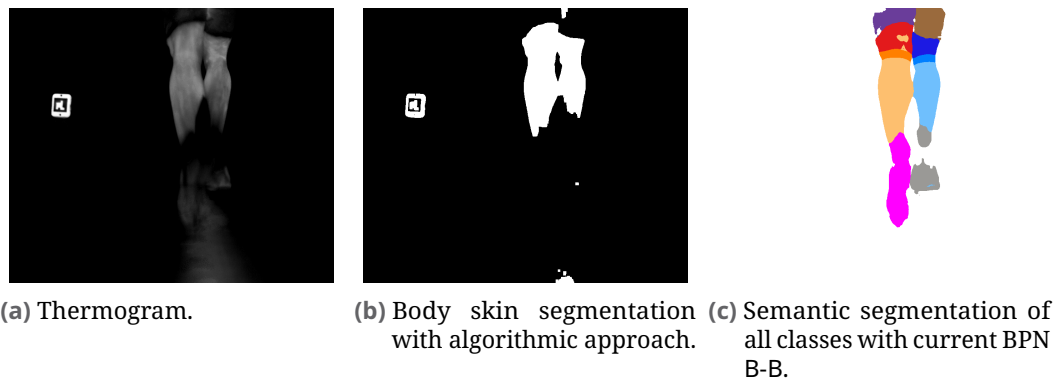 (a) Thermogram.
(b) Body skin segmentation
with algorithmic approach.
(c) Semantic segmentation of
all classes with current BPN
B-B.